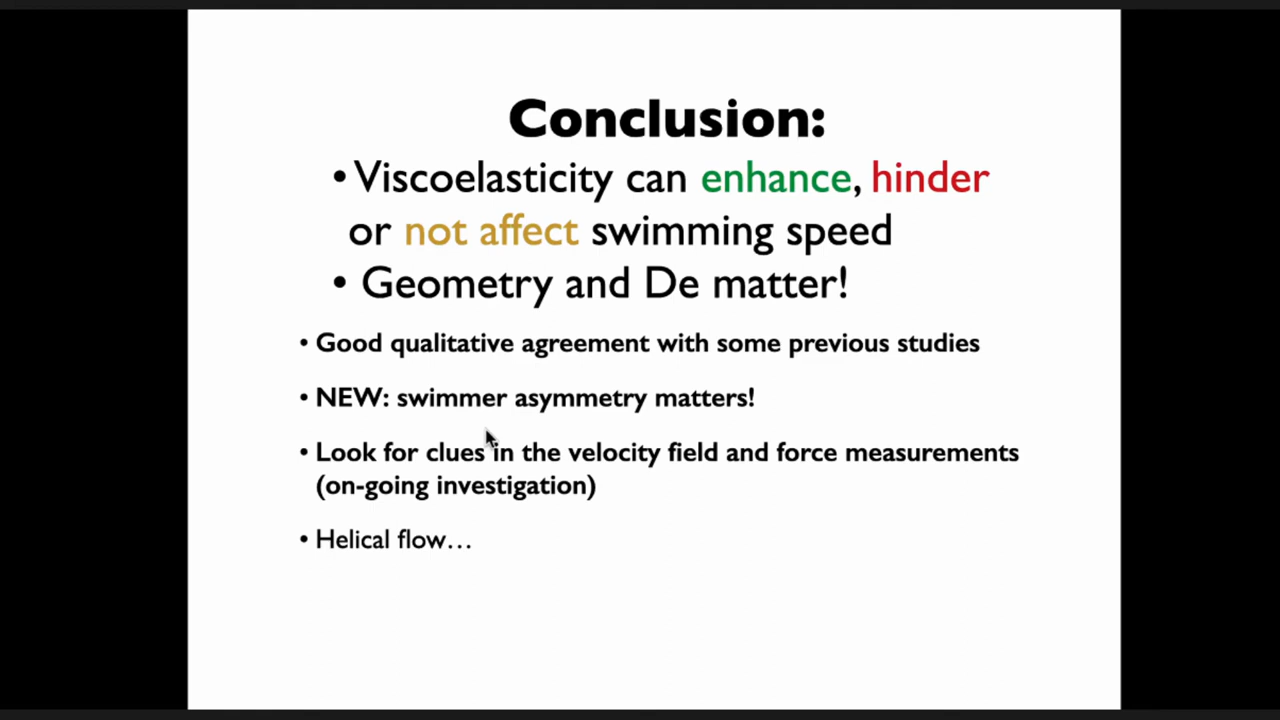 Conclusion:
• Viscoelasticity can enhance, hinder
or not affect swimming speed
• Geometry and De matter!
• Good qualitative agreement with some previous studies
• NEW: swimmer asymmetry matters!
• Look for clues in the velocity field and force measurements
(on-going investigation)
• Helical flow…